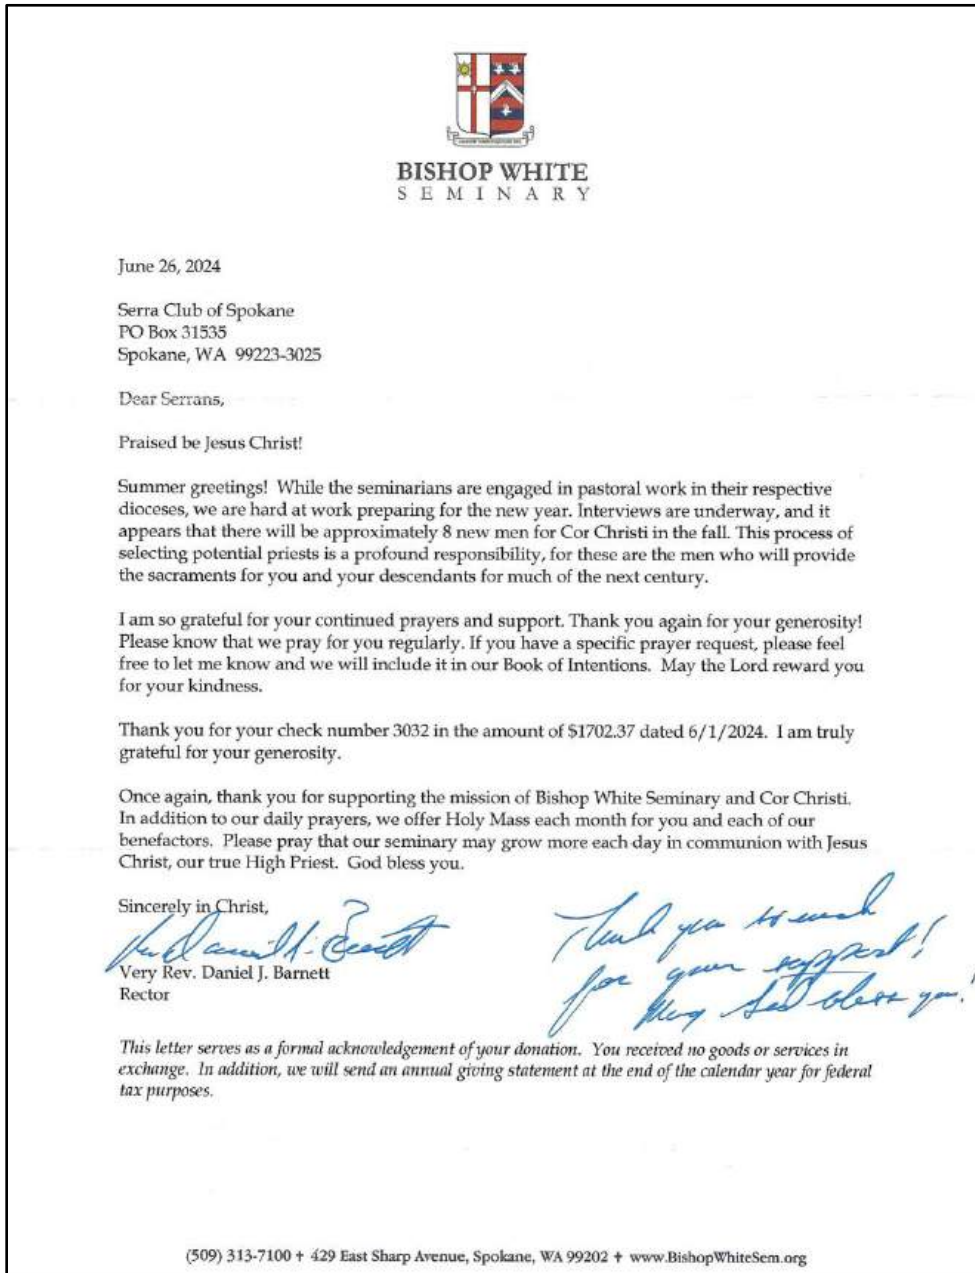 BISHOP WHITE
SEMINARY
June 26, 2024
Serra Club of Spokane
PO Box 31535
Spokane, WA 99223-3025
Dear Serrans,
Praised be Jesus Christ!
Summer greetings! While the seminarians are engaged in pastoral work in their respective
dioceses, we are hard at work preparing for the new year. Interviews are underway, and it
appears that there will be approximately 8 new men for Cor Christi in the fall. This process of
selecting potential priests is a profound responsibility, for these are the men who will provide
the sacraments for you and your descendants for much of the next century.
I am so grateful for your continued prayers and support. Thank you again for your generosity!
Please know that we pray for you regularly. If you have a specific prayer request, please feel
free to let me know and we will include it in our Book of Intentions. May the Lord reward you
for your kindness.
Thank you for your check number 3032 in the amount of $1702.37 dated 6/1/2024. I am truly
grateful for your generosity.
Once again, thank you for supporting the mission of Bishop White Seminary and Cor Christi.
In addition to our daily prayers, we offer Holy Mass each month for you and each of our
benefactors. Please pray that our seminary may grow more each day in communion with Jesus
Christ, our true High Priest. God bless you.
Sincerely in Christ,
Very Rev. Daniel J. Barnett
Rector
Thank you so much
for your support!
May God bless you!
This letter serves as a formal acknowledgement of your donation. You received no goods or services in
exchange. In addition, we will send an annual giving statement at the end of the calendar year for federal
tax purposes.
(509) 313-7100 ✝ 429 East Sharp Avenue, Spokane, WA 99202 ✝ www.BishopWhiteSem.org